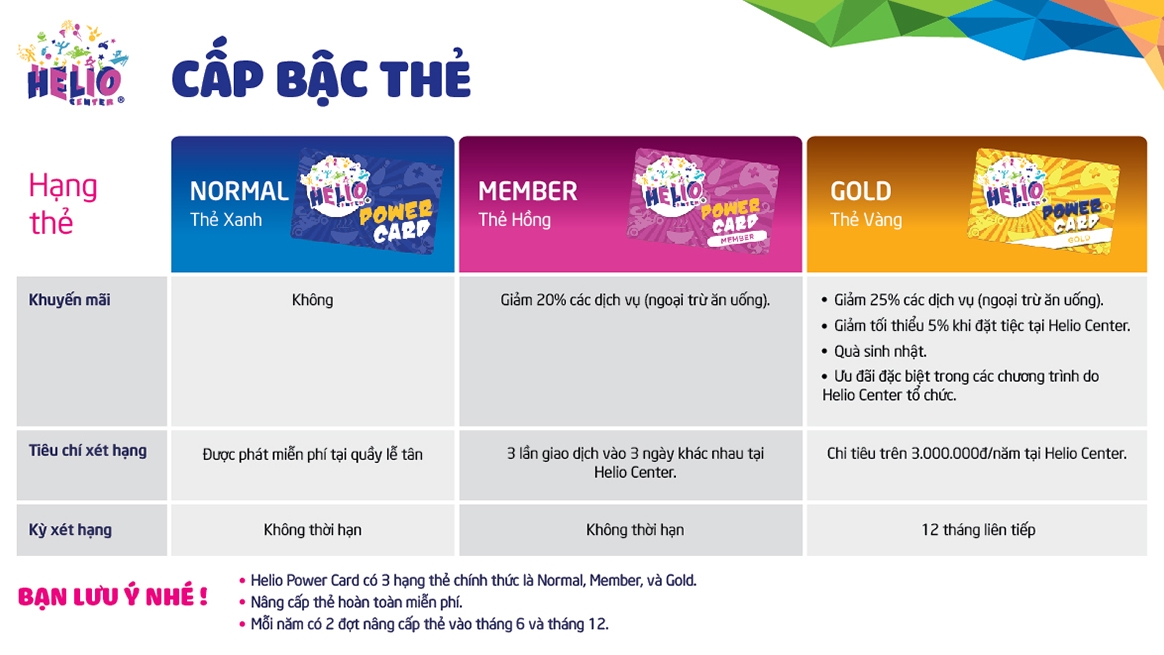 HELIO
CENTER®
CẤP BẬC THẺ
Hạng
thẻ
NORMAL
Thẻ Xanh
HELIO
CENTER
POWER
CARD
MEMBER
Thẻ Hồng
HELIO
CENTER
POWER
CARD
MEMBER
GOLD
Thẻ Vàng
HELIO
CENTER
POWER
CARD
GOLD
Khuyến mãi
Không
Giảm 20% các dịch vụ (ngoại trừ ăn uống).
• Giảm 25% các dịch vụ (ngoại trừ ăn uống).
• Giảm tối thiểu 5% khi đặt tiệc tại Helio Center.
• Quà sinh nhật.
• Ưu đãi đặc biệt trong các chương trình do
Helio Center tổ chức.
Tiêu chí xét hạng
Được phát miễn phí tại quầy lễ tân
3 lần giao dịch vào 3 ngày khác nhau tại
Helio Center.
Chi tiêu trên 3.000.000đ/năm tại Helio Center.
Kỳ xét hạng
Không thời hạn
Không thời hạn
12 tháng liên tiếp
BẠN LƯU Ý NHÉ !
• Helio Power Card có 3 hạng thẻ chính thức là Normal, Member, và Gold.
• Nâng cấp thẻ hoàn toàn miễn phí.
• Mỗi năm có 2 đợt nâng cấp thẻ vào tháng 6 và tháng 12.